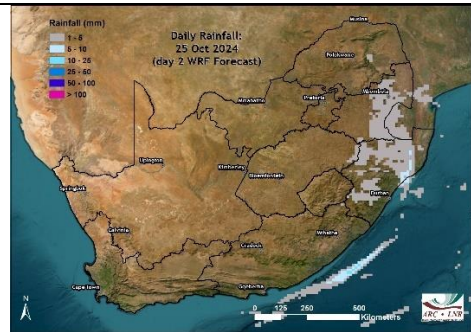 Rainfall (mm)
1 - 5
5 - 10
10 - 25
25 - 50
50 - 100
> 100
Daily Rainfall:
25 Oct 2024
(day 2 WRF Forecast)
Musina
Polokwane
Mbombela
Mahikeng
Pretoria
Upington
Kimberley
Bloemfontein
Springbok
Durban
Calvinia
Mthatha
Cradock
Cape Town
Gqeberha
N
0 125 250 500
Kilometers
ARC • LNR